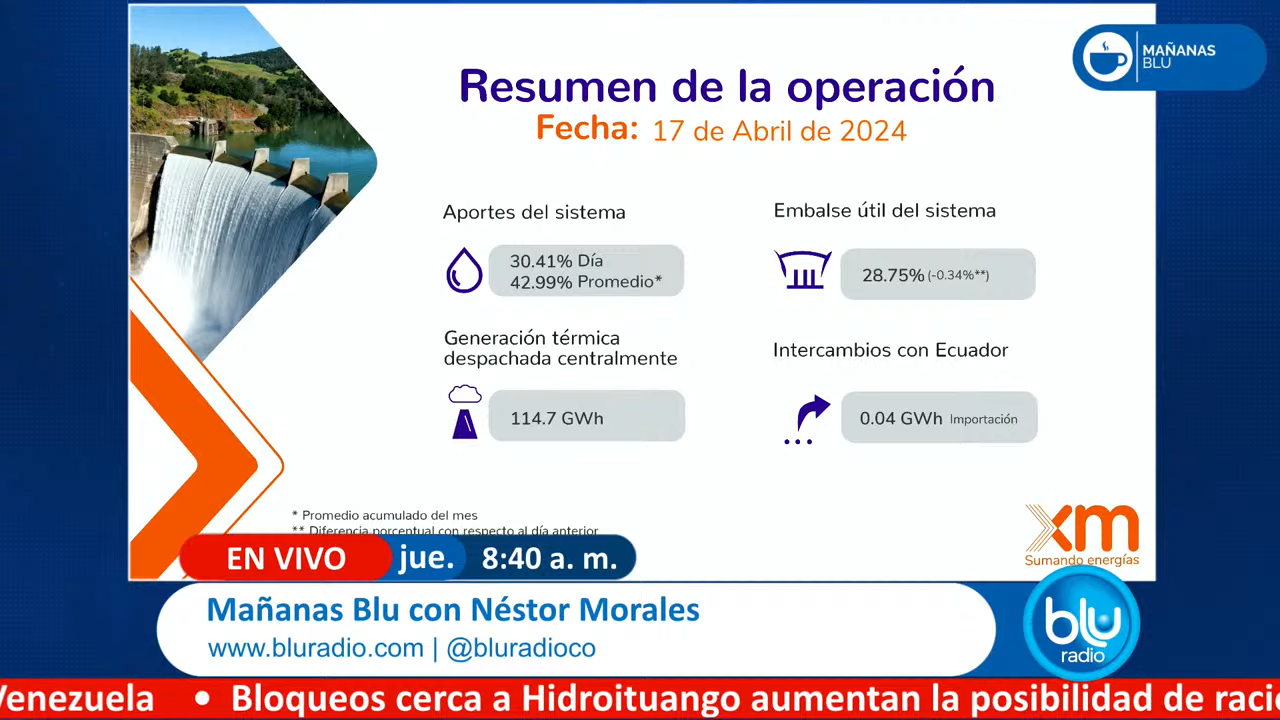 MAÑANAS
BLU
Resumen de la operación
Fecha: 17 de Abril de 2024
Aportes del sistema
30.41% Día
42.99% Promedio*
Embalse útil del sistema
28.75% (-0.34%**)
Generación térmica
despachada centralmente
114.7 GWh
Intercambios con Ecuador
0.04 GWh Importación
* Promedio acumulado del mes
** Diferencia porcentual con respecto al día anterior
xm
Sumando energías
EN VIVO jue. 8:40 a. m.
Mañanas Blu con Néstor Morales
www.bluradio.com | @bluradioco
blu
radio
Venezuela • Bloqueos cerca a Hidroituango aumentan la posibilidad de raci